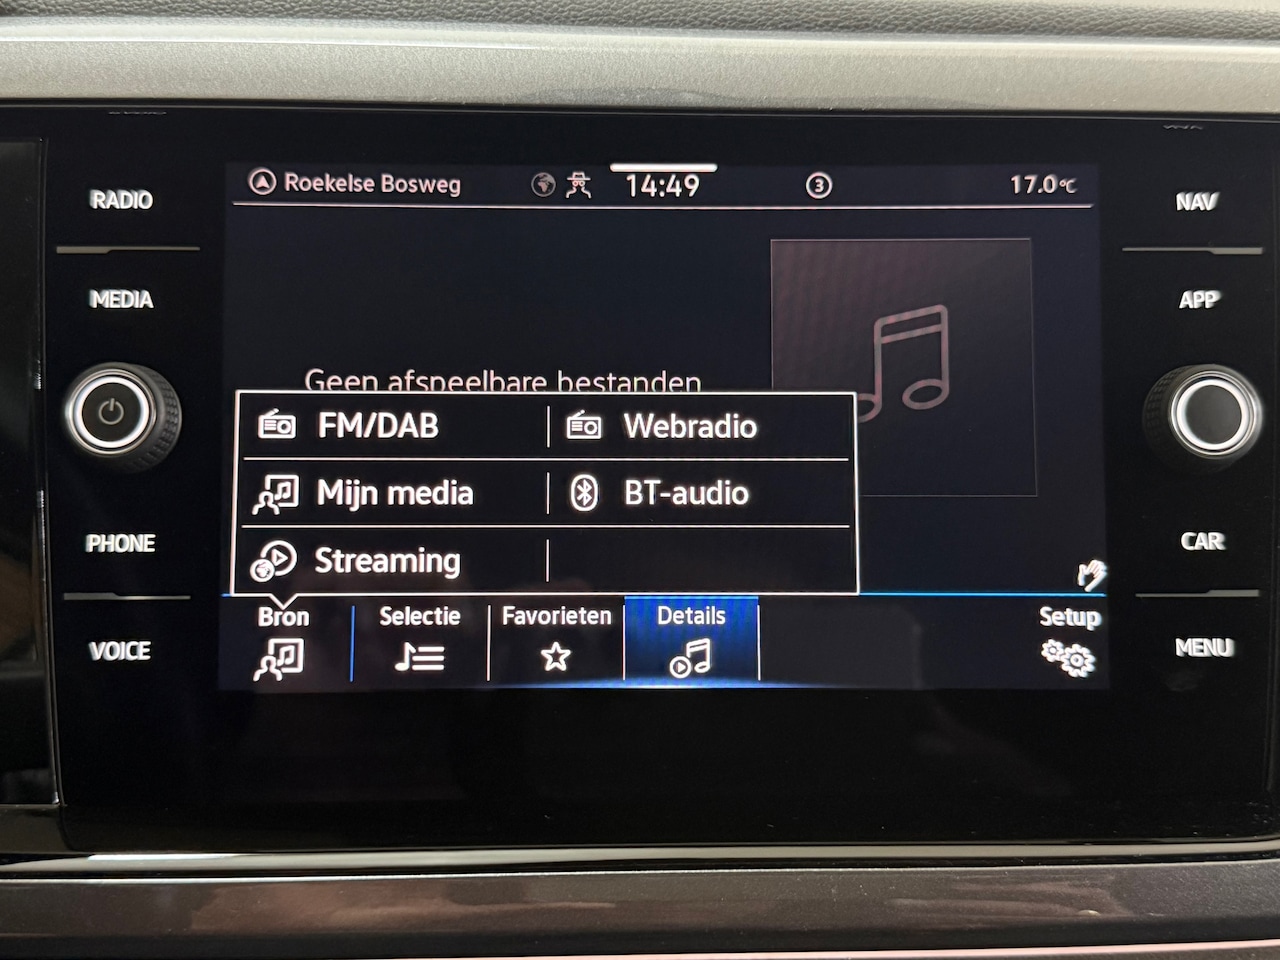 RADIO
MEDIA
PHONE
VOICE
Roekelse Bosweg
14:49
3
17.0°C
Geen afspeelbare bestanden
FM/DAB
Webradio
Mijn media
BT-audio
Streaming
Bron
Selectie
Favorieten
Details
Setup
NAV
APP
CAR
MENU